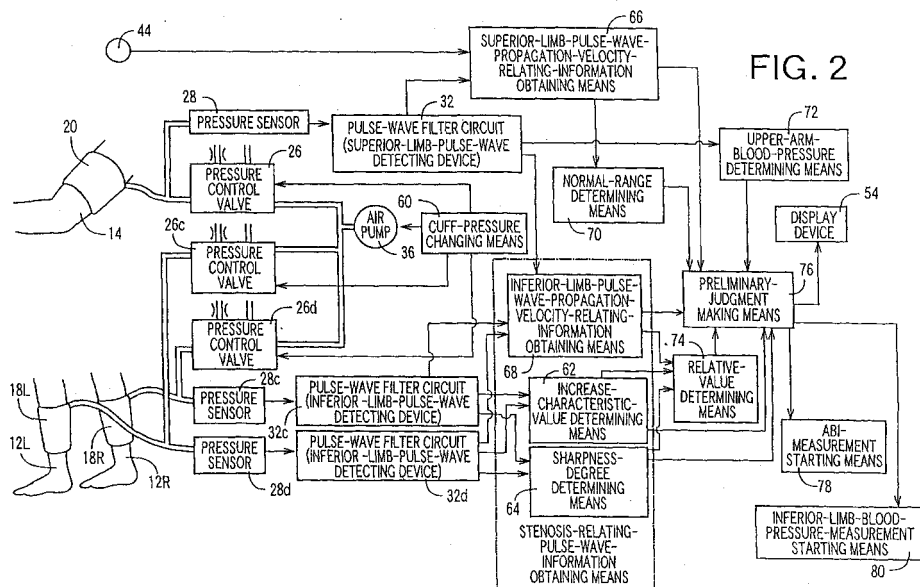 44
66
SUPERIOR-LIMB-PULSE-WAVE-
PROPAGATION-VELOCITY-
RELATING-INFORMATION
OBTAINING MEANS
FIG. 2
28
PRESSURE SENSOR
32
PULSE-WAVE FILTER CIRCUIT
(SUPERIOR-LIMB-PULSE-WAVE
DETECTING DEVICE)
72
UPPER-ARM-
BLOOD-PRESSURE
DETERMINING MEANS
20
14
26
PRESSURE
CONTROL
VALVE
AIR
PUMP
36
60
CUFF-PRESSURE
CHANGING MEANS
NORMAL-RANGE
DETERMINING
MEANS
70
54
DISPLAY
DEVICE
26c
PRESSURE
CONTROL
VALVE
INFERIOR-LIMB-PULSE-
WAVE-PROPAGATION-
VELOCITY-RELATING-
INFORMATION
OBTAINING MEANS
68
76
PRELIMINARY-
JUDGMENT
MAKING MEANS
26d
PRESSURE
CONTROL
VALVE
74
RELATIVE-
VALUE
DETERMINING
MEANS
18L
12L
18R
12R
28c
PRESSURE
SENSOR
PULSE-WAVE FILTER CIRCUIT
(INFERIOR-LIMB-PULSE-WAVE
DETECTING DEVICE)
32c
62
INCREASE-
CHARACTERISTIC-
VALUE DETERMINING
MEANS
PRESSURE
SENSOR
28d
PULSE-WAVE FILTER CIRCUIT
(INFERIOR-LIMB-PULSE-WAVE
DETECTING DEVICE)
32d
SHARPNESS-
DEGREE
DETERMINING
MEANS
64
STENOSIS-RELATING-
PULSE-WAVE-
INFORMATION
OBTAINING MEANS
ABI-
MEASUREMENT
STARTING MEANS
78
INFERIOR-LIMB-BLOOD-
PRESSURE-MEASUREMENT
STARTING MEANS
80